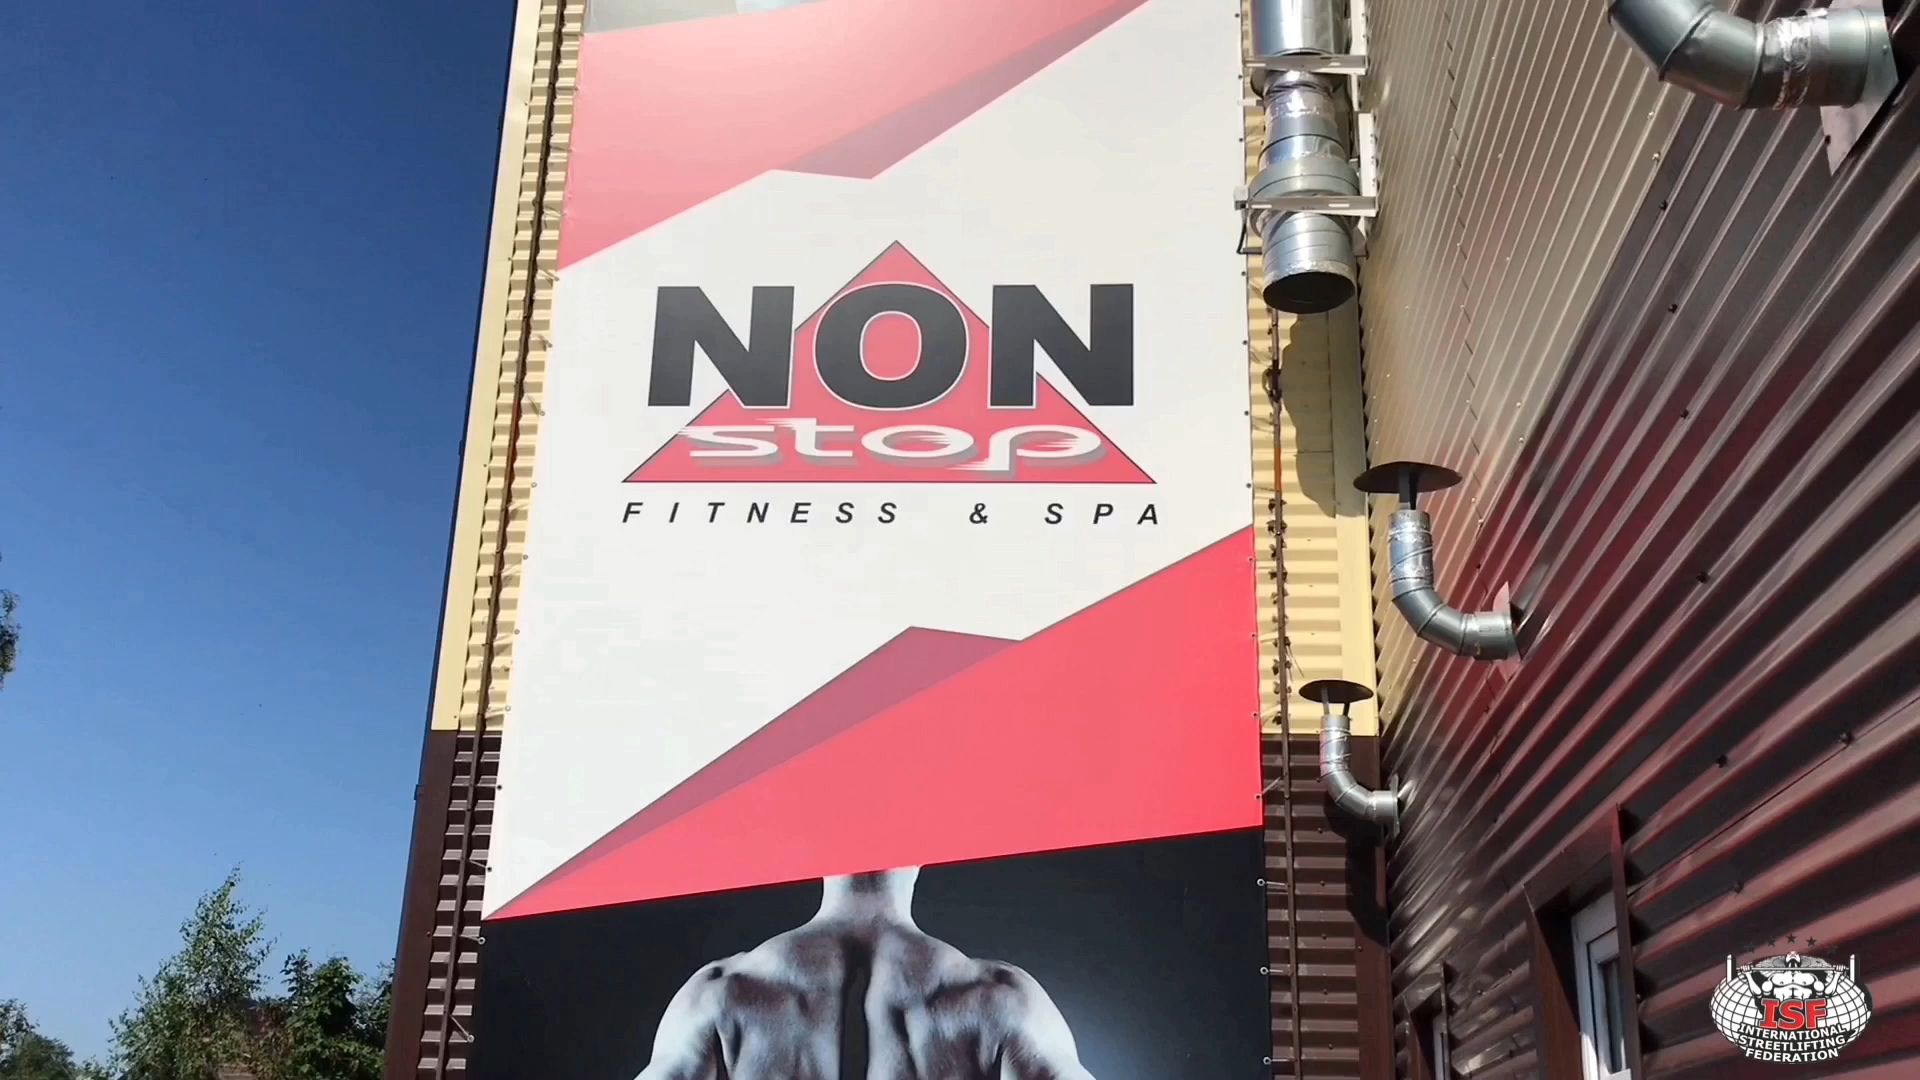 NON
stop
FITNESS & SPA
ISF
INTERNATIONAL
STREETLIFTING
FEDERATION